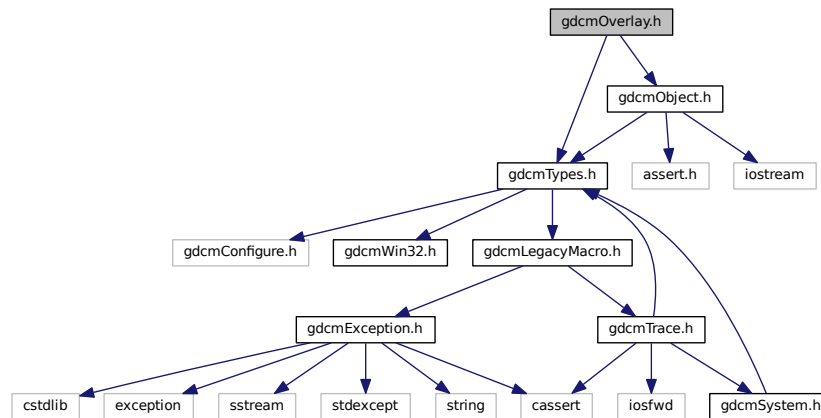 gdcmOverlay.h
gdcmObject.h
gdcmTypes.h
assert.h
iostream
gdcmConfigure.h
gdcmWin32.h
gdcmLegacyMacro.h
gdcmException.h
gdcmTrace.h
cstdlib
exception
sstream
stdexcept
string
cassert
iosfwd
gdcmSystem.h